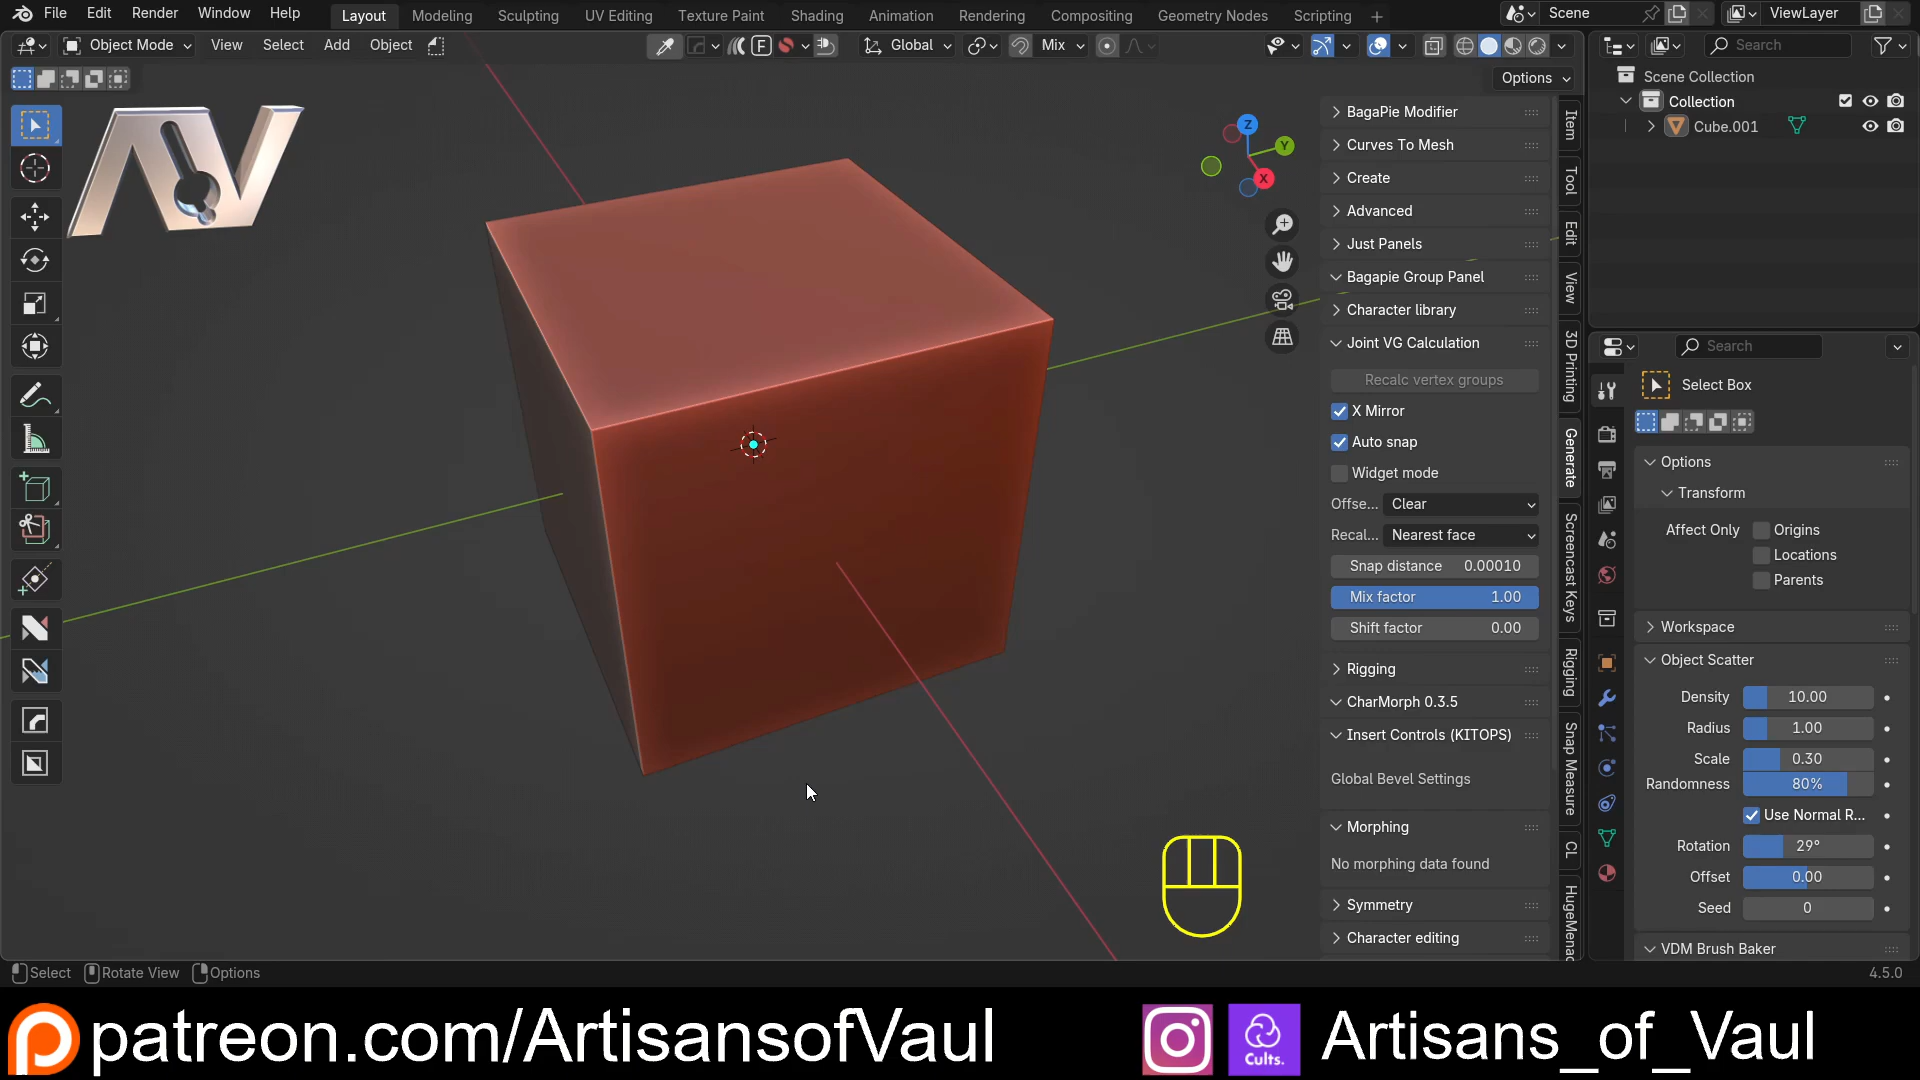 File Edit Render Window Help Layout Modeling Sculpting UV Editing Texture Paint Shading Animation Rendering Compositing Geometry Nodes Scripting + Scene ViewLayer
Object Mode View Select Add Object Global Mix Search
Options
Scene Collection
Collection
Cube.001
AV
Z
Y
X
BagaPie Modifier
Curves To Mesh
Create
Advanced
Just Panels
Bagapie Group Panel
Character library
Joint VG Calculation
Recalc vertex groups
X Mirror
Auto snap
Widget mode
Offse... Clear
Recal... Nearest face
Snap distance 0.00010
Mix factor 1.00
Shift factor 0.00
Rigging
CharMorph 0.3.5
Insert Controls (KITOPS)
Global Bevel Settings
Morphing
No morphing data found
Symmetry
Character editing
Item
Tool
Edit
View
3D Printing
Generate
Screencast Keys
Rigging
Snap Measure
CL
HugeMenac
Search
Select Box
Options
Transform
Affect Only Origins
Locations
Parents
Workspace
Object Scatter
Density 10.00
Radius 1.00
Scale 0.30
Randomness 80%
Use Normal R...
Rotation 29°
Offset 0.00
Seed 0
VDM Brush Baker
Select Rotate View Options 4.5.0
patreon.com/ArtisansofVaul Cults. Artisans_of_Vaul